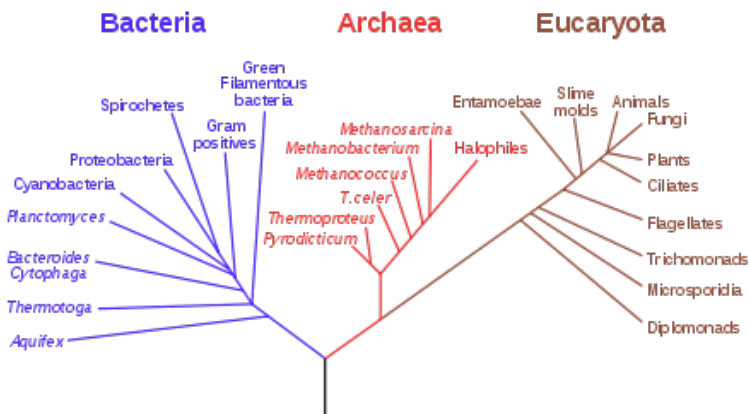 Bacteria
Archaea
Eucaryota
Green
Filamentous
bacteria
Spirochetes
Gram
positives
Proteobacteria
Cyanobacteria
Planctomyces
Bacteroides
Cytophaga
Thermotoga
Aquifex
Methanosarcina
Methanobacterium
Halophiles
Methanococcus
T.celer
Thermoproteus
Pyrodicticum
Entamoebae
Slime
molds
Animals
Fungi
Plants
Ciliates
Flagellates
Trichomonads
Microsporidia
Diplomonads